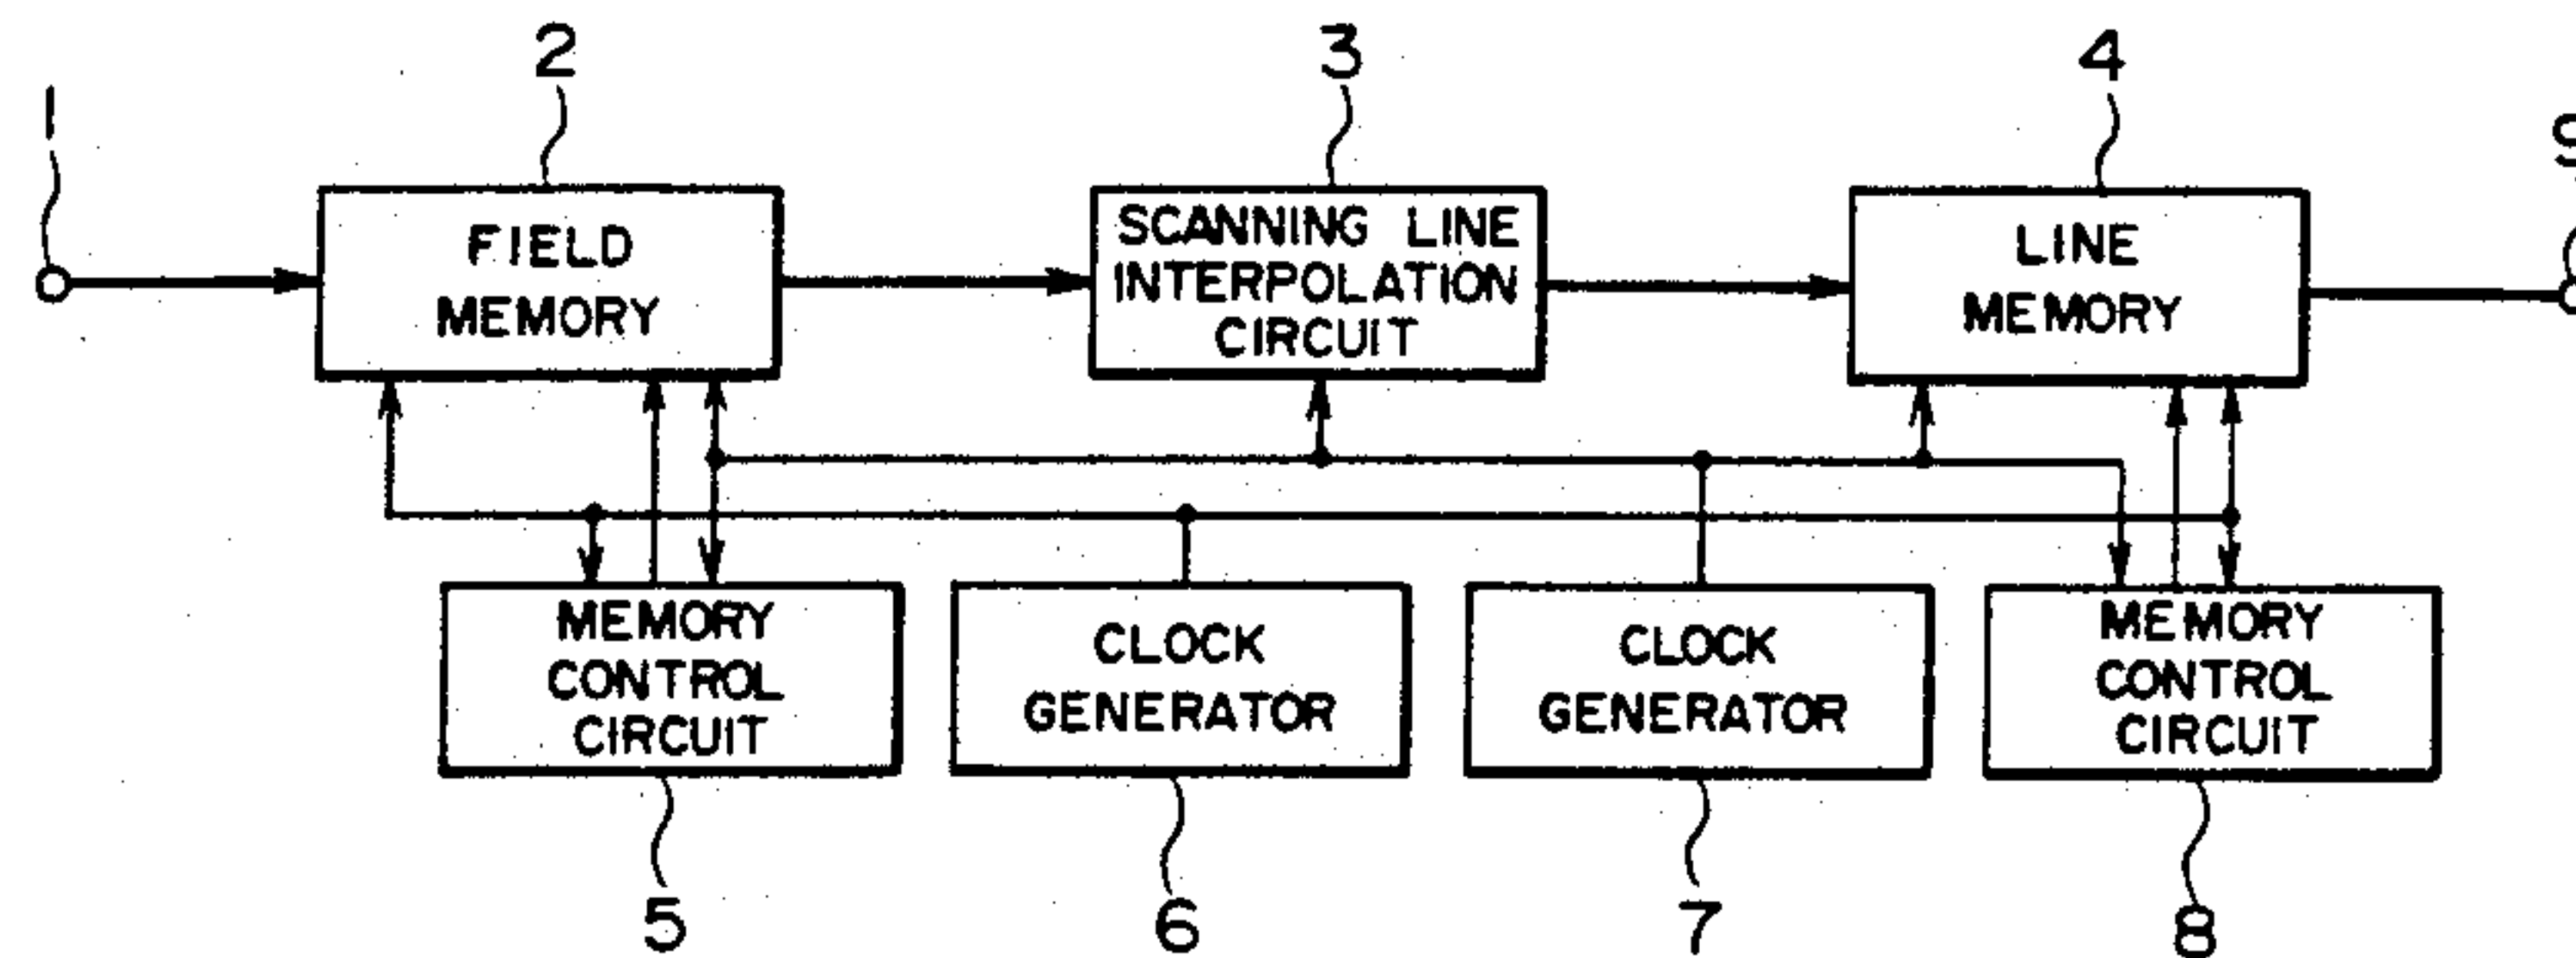 1
2
3
4
9
FIELD
MEMORY
SCANNING LINE
INTERPOLATION
CIRCUIT
LINE
MEMORY
MEMORY
CONTROL
CIRCUIT
CLOCK
GENERATOR
CLOCK
GENERATOR
MEMORY
CONTROL
CIRCUIT
5
6
7
8